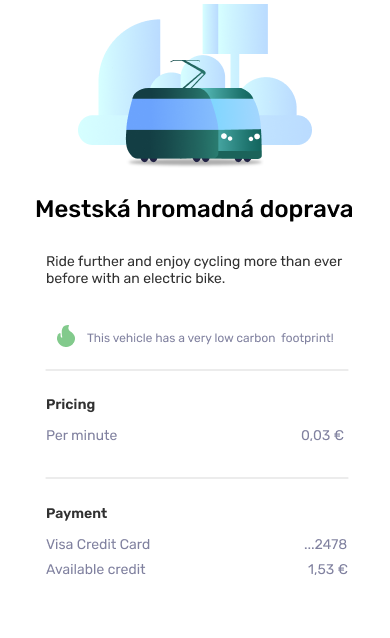 Mestská hromadná doprava
Ride further and enjoy cycling more than ever
before with an electric bike.
This vehicle has a very low carbon footprint!
Pricing
Per minute 0,03 €
Payment
Visa Credit Card ...2478
Available credit 1,53 €